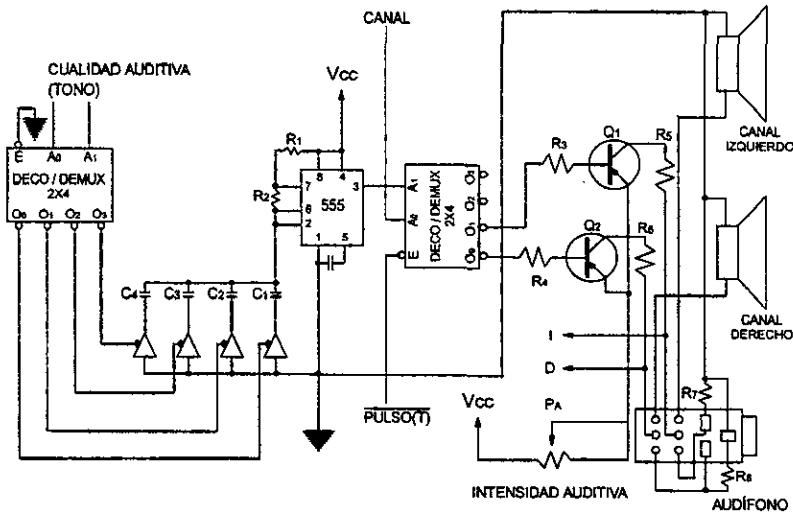 CANAL
CUALIDAD AUDITIVA
(TONO)
VCC
E A0 A1
DECO / DEMUX
2X4
O0 O1 O2 O3
R1
R2
8 4
7 3
555
6
2
1 5
C4 C3 C2 C1
A1 O3
O2
DECO / DEMUX
2X4
A0 O1
E O0
PULSO(T)
R3
Q1
R5
Q2
R6
R4
I
D
VCC
PA
INTENSIDAD AUDITIVA
CANAL
IZQUIERDO
CANAL
DERECHO
R7
R8
AUDÍFONO